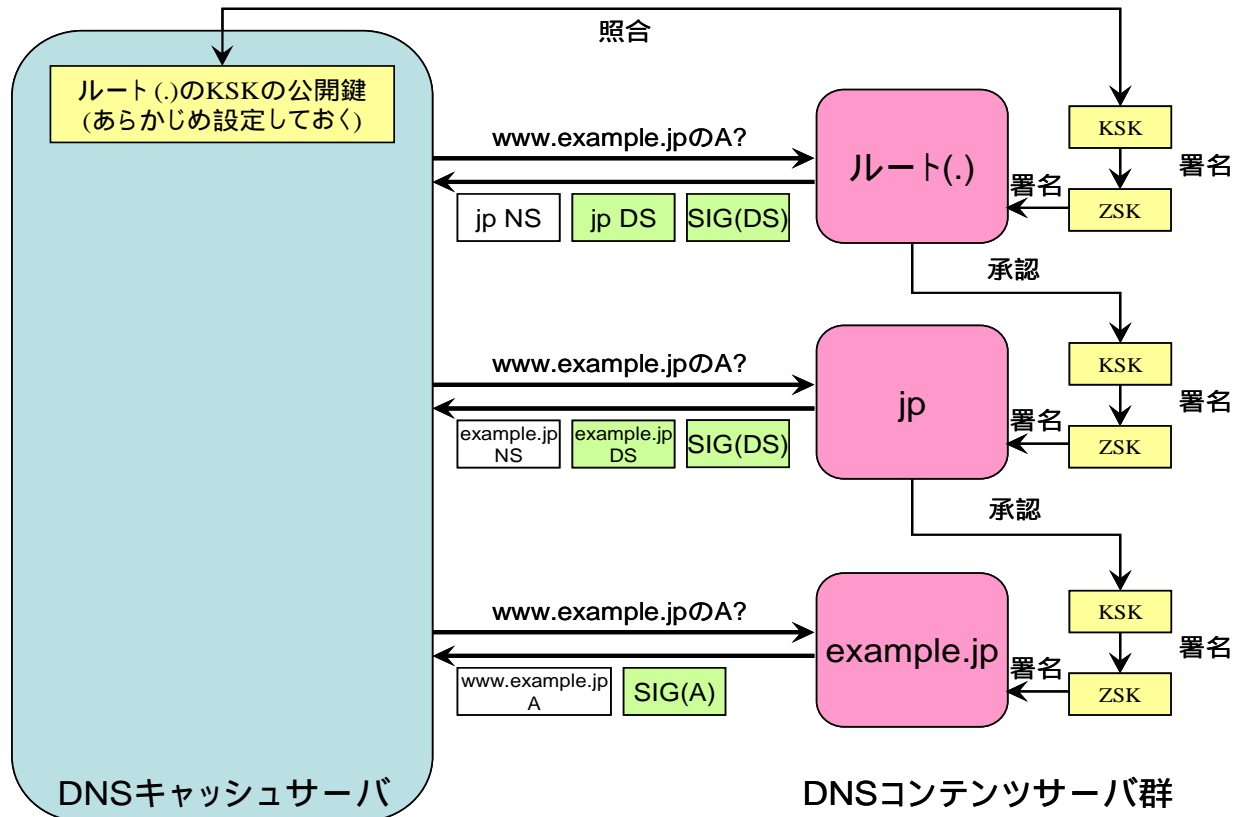 照合
ルート(.)のKSKの公開鍵
(あらかじめ設定しておく)
www.example.jpのA?
ルート(.)
KSK
署名
署名
ZSK
jp NS
jp DS
SIG(DS)
承認
www.example.jpのA?
jp
KSK
署名
署名
ZSK
example.jp
NS
example.jp
DS
SIG(DS)
承認
www.example.jpのA?
example.jp
KSK
署名
署名
ZSK
www.example.jp
A
SIG(A)
DNSキャッシュサーバ
DNSコンテンツサーバ群